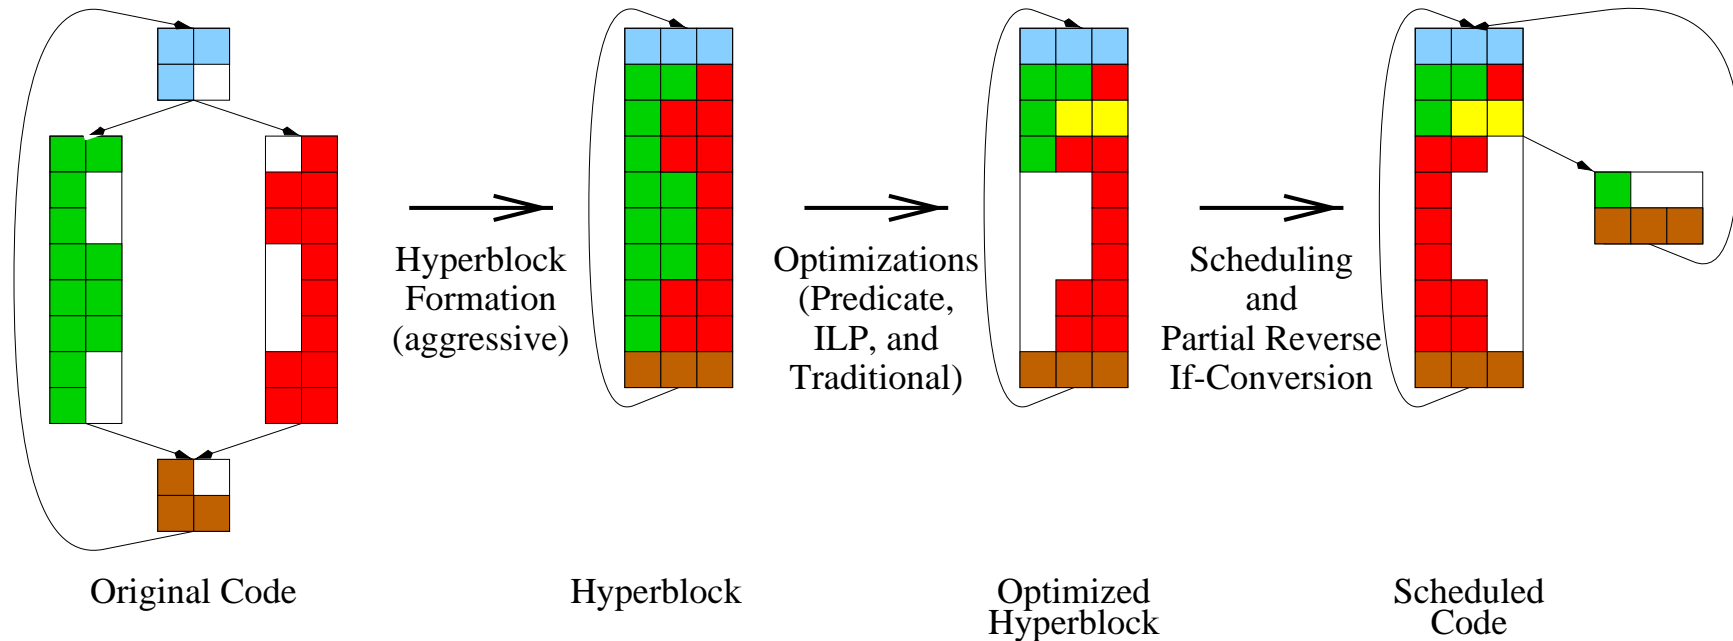 Hyperblock
Formation
(aggressive)
Optimizations
(Predicate,
ILP, and
Traditional)
Scheduling
and
Partial Reverse
If-Conversion
Original Code
Hyperblock
Optimized
Hyperblock
Scheduled
Code